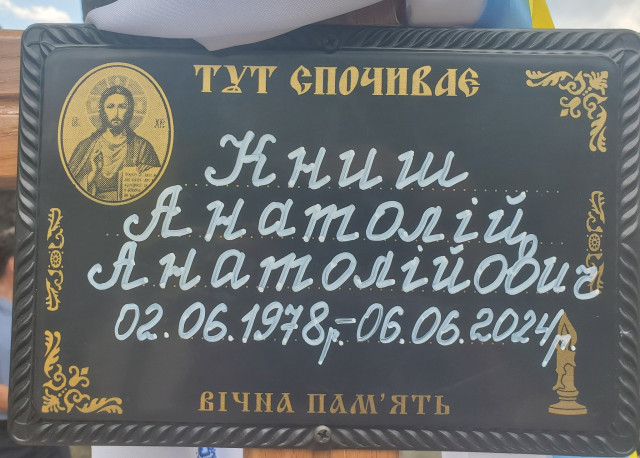 ТУТ СПОЧИВАЄ
Книш
Анатолій
Анатолійович
02.06.1978р.-06.06.2024р.
ВІЧНА ПАМ'ЯТЬ